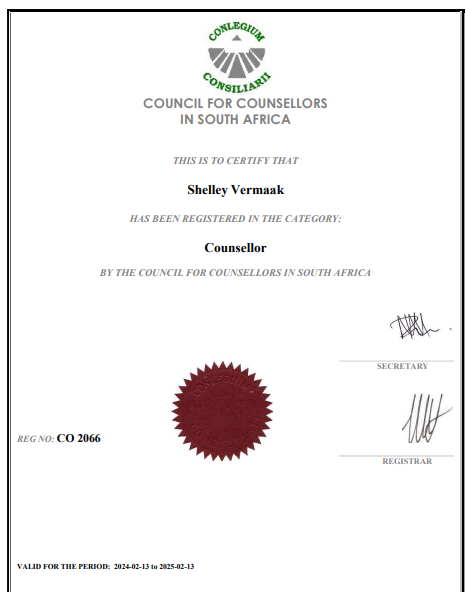 CONLEGIUM
CONSILIARII
COUNCIL FOR COUNSELLORS
IN SOUTH AFRICA
THIS IS TO CERTIFY THAT
Shelley Vermaak
HAS BEEN REGISTERED IN THE CATEGORY:
Counsellor
BY THE COUNCIL FOR COUNSELLORS IN SOUTH AFRICA
SECRETARY
CONLEGIUM
REG NO: CO 2066
REGISTRAR
VALID FOR THE PERIOD: 2024-02-13 to 2025-02-13